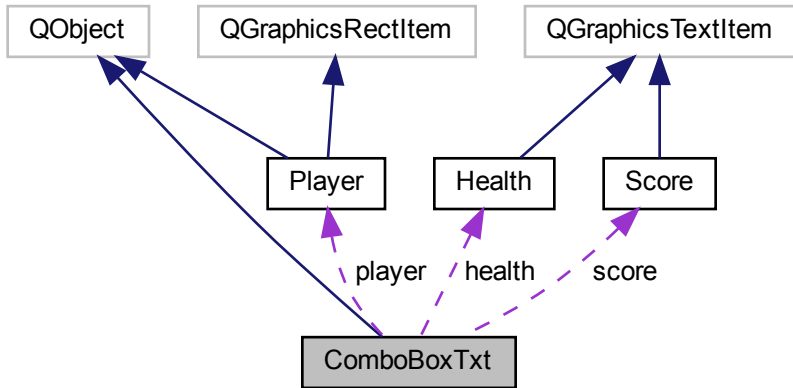 QObject
QGraphicsRectItem
QGraphicsTextItem
Player
Health
Score
player
health
score
ComboBoxTxt